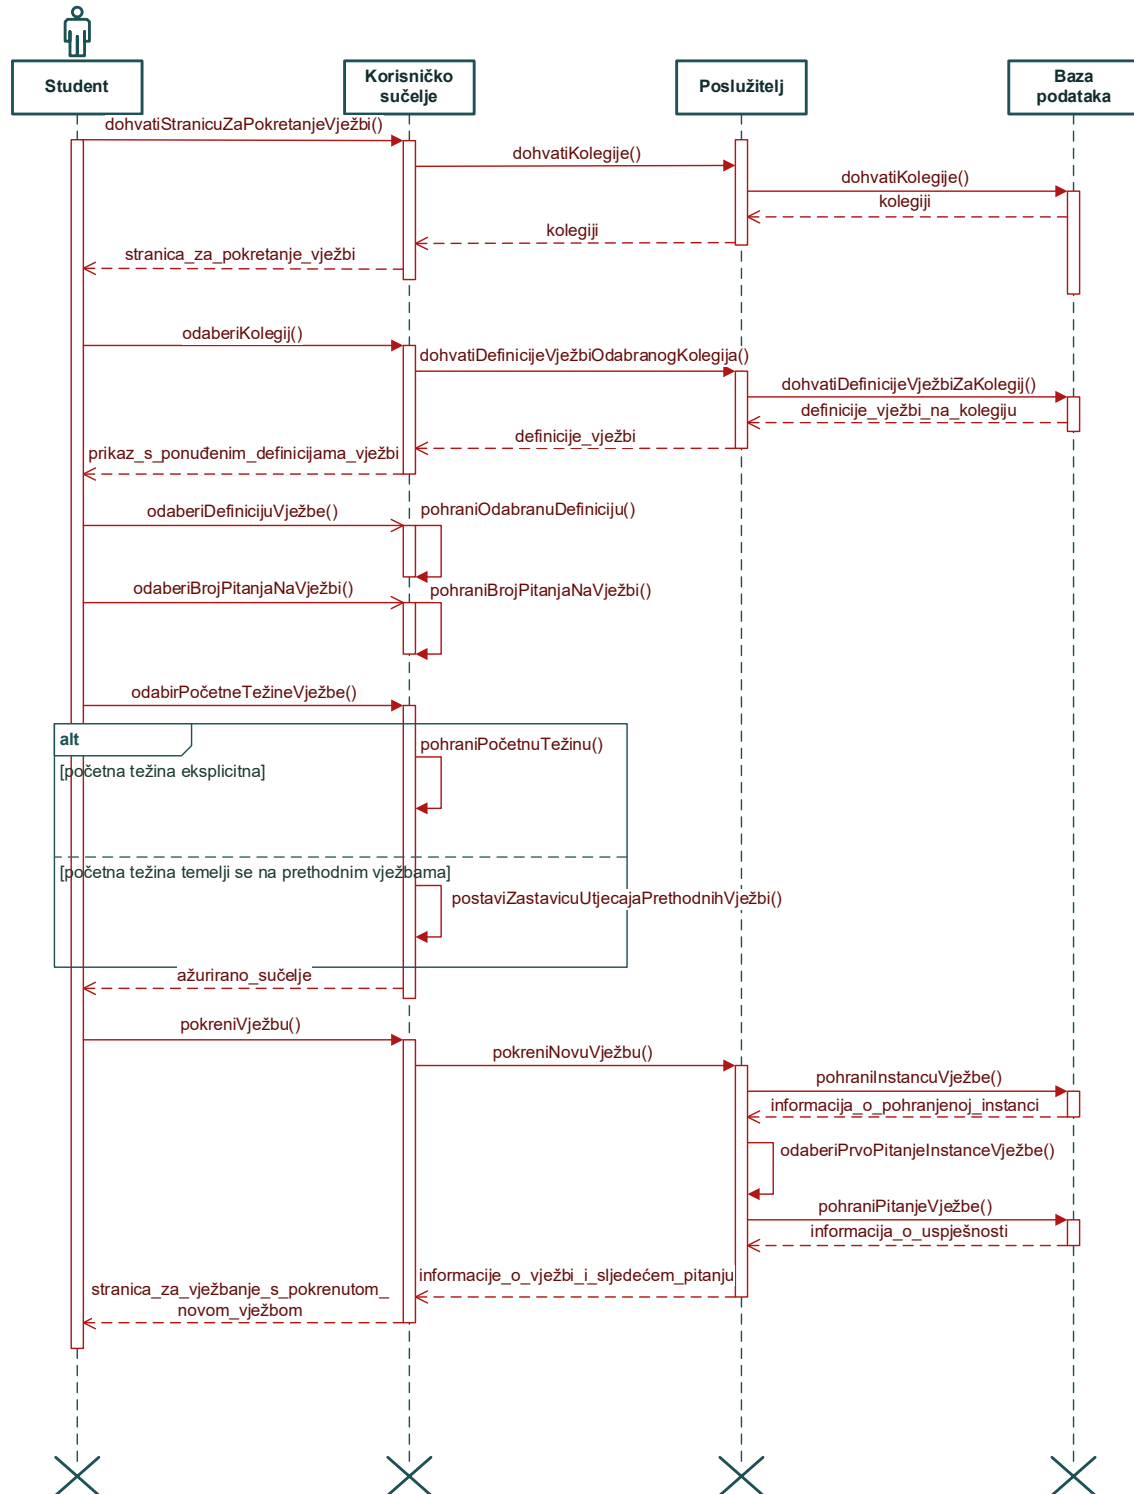 Student
Korisničko
sučelje
Poslužitelj
Baza
podataka
dohvatiStranicuZaPokretanjeVježbi()
dohvatiKolegije()
dohvatiKolegije()
kolegiji
kolegiji
stranica_za_pokretanje_vježbi
odaberiKolegij()
dohvatiDefinicijeVježbiOdabranogKolegija()
dohvatiDefinicijeVježbiZaKolegij()
definicije_vježbi_na_kolegiju
definicije_vježbi
prikaz_s_ponuđenim_definicijama_vježbi
odaberiDefinicijuVježbe()
pohraniOdabranuDefiniciju()
odaberiBrojPitanjaNaVježbi()
pohraniBrojPitanjaNaVježbi()
odabirPočetneTežineVježbe()
alt
pohraniPočetnuTežinu()
[početna težina eksplicitna]
[početna težina temelji se na prethodnim vježbama]
postaviZastavicuUtjecajaPrethodnihVježbi()
ažurirano_sučelje
pokreniVježbu()
pokreniNovuVježbu()
pohraniInstancuVježbe()
informacija_o_pohranjenoj_instanci
odaberiPrvoPitanjeInstanceVježbe()
pohraniPitanjeVježbe()
informacija_o_uspješnosti
informacije_o_vježbi_i_sljedećem_pitanju
stranica_za_vježbanje_s_pokrenutom_
novom_vježbom